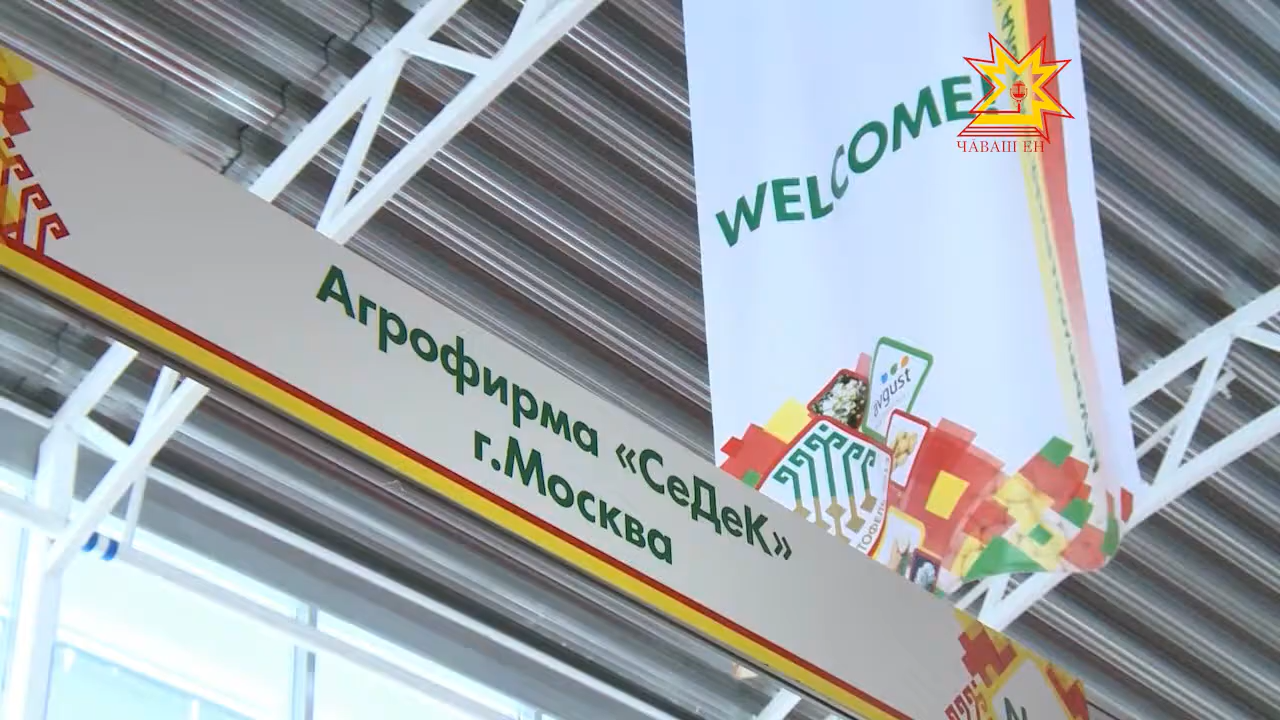 WELCOME!
ЧӐВАШ ЕН
avgust
Агрофирма «СеДеК»
г.Москва